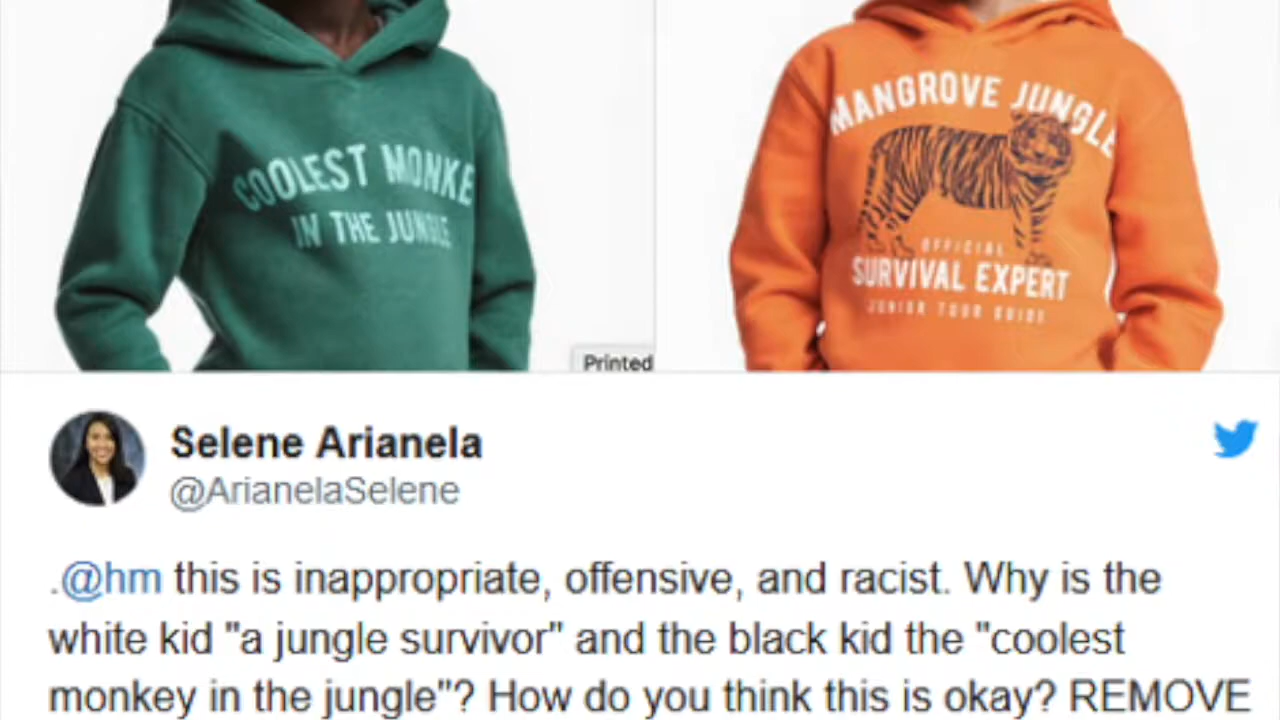 COOLEST MONKE
IN THE JUNGLE
MANGROVE JUNGLE
OFFICIAL
SURVIVAL EXPERT
JUNIOR TOUR GUIDE
Printed
Selene Arianela
@ArianelaSelene
.@hm this is inappropriate, offensive, and racist. Why is the
white kid "a jungle survivor" and the black kid the "coolest
monkey in the jungle"? How do you think this is okay? REMOVE